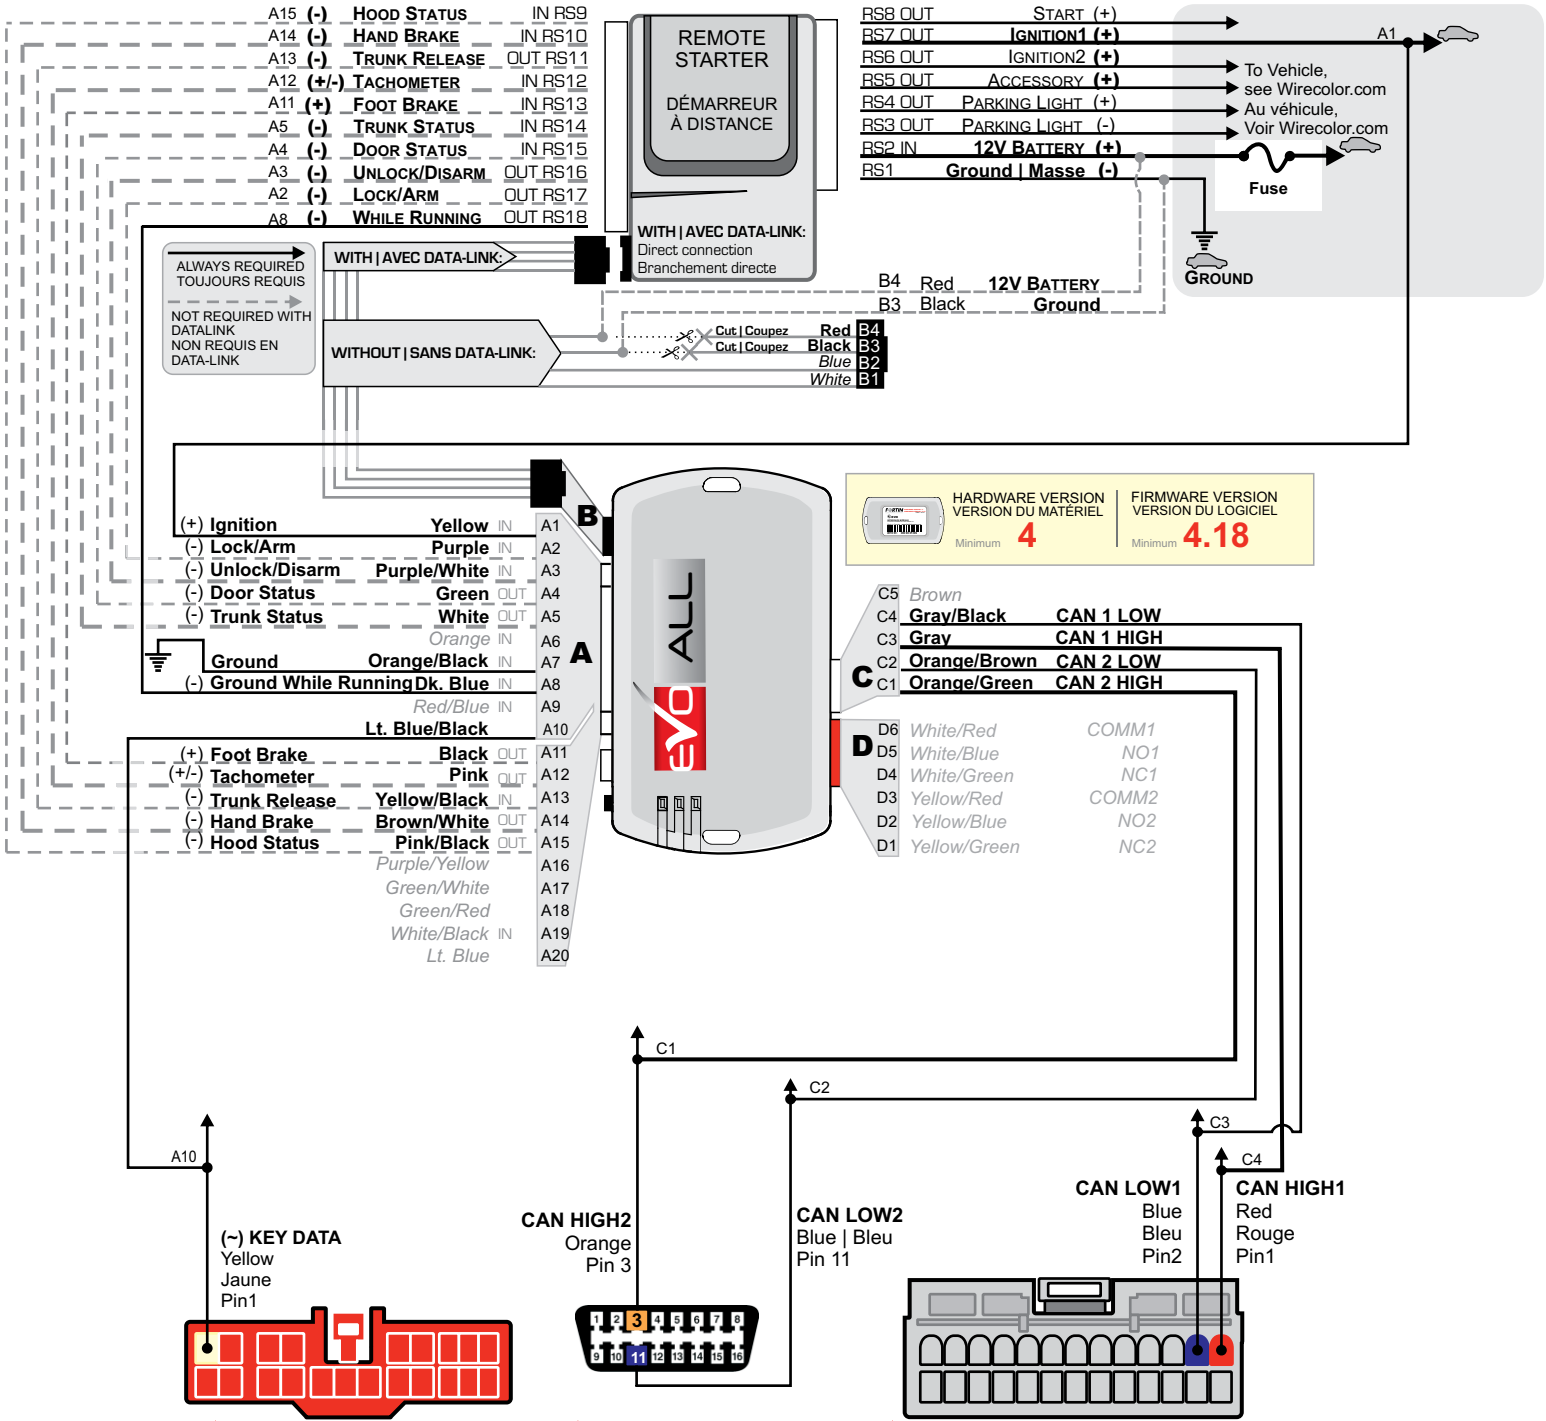 A15 (-) HOOD STATUS IN RS9
A14 (-) HAND BRAKE IN RS10
A13 (-) TRUNK RELEASE OUT RS11
A12 (+/-) TACHOMETER IN RS12
A11 (+) FOOT BRAKE IN RS13
A5 (-) TRUNK STATUS IN RS14
A4 (-) DOOR STATUS IN RS15
A3 (-) UNLOCK/DISARM OUT RS16
A2 (-) LOCK/ARM OUT RS17
A8 (-) WHILE RUNNING OUT RS18
REMOTE
STARTER
DÉMARREUR
À DISTANCE
WITH | AVEC DATA-LINK:
Direct connection
Branchement directe
RS8 OUT START (+)
RS7 OUT IGNITION1 (+) A1
RS6 OUT IGNITION2 (+)
RS5 OUT ACCESSORY (+)
RS4 OUT PARKING LIGHT (+)
RS3 OUT PARKING LIGHT (-)
RS2 IN 12V BATTERY (+)
RS1 Ground | Masse (-)
To Vehicle,
see Wirecolor.com
Au véhicule,
Voir Wirecolor.com
Fuse
GROUND
ALWAYS REQUIRED
TOUJOURS REQUIS
NOT REQUIRED WITH
DATALINK
NON REQUIS EN
DATA-LINK
WITH | AVEC DATA-LINK:
B4 Red 12V BATTERY
B3 Black Ground
WITHOUT | SANS DATA-LINK:
Cut | Coupez Red B4
Cut | Coupez Black B3
Blue B2
White B1
HARDWARE VERSION
VERSION DU MATÉRIEL
Minimum 4
FIRMWARE VERSION
VERSION DU LOGICIEL
Minimum 4.18
FORTIN
B
A
C
D
EVO ALL
(+) Ignition Yellow IN A1
(-) Lock/Arm Purple IN A2
(-) Unlock/Disarm Purple/White IN A3
(-) Door Status Green OUT A4
(-) Trunk Status White OUT A5
Orange IN A6
Ground Orange/Black IN A7
(-) Ground While Running Dk. Blue IN A8
Red/Blue IN A9
Lt. Blue/Black A10
(+) Foot Brake Black OUT A11
(+/-) Tachometer Pink OUT A12
(-) Trunk Release Yellow/Black IN A13
(-) Hand Brake Brown/White OUT A14
(-) Hood Status Pink/Black OUT A15
Purple/Yellow A16
Green/White A17
Green/Red A18
White/Black IN A19
Lt. Blue A20
C5 Brown
C4 Gray/Black CAN 1 LOW
C3 Gray CAN 1 HIGH
C2 Orange/Brown CAN 2 LOW
C1 Orange/Green CAN 2 HIGH
D6 White/Red COMM1
D5 White/Blue NO1
D4 White/Green NC1
D3 Yellow/Red COMM2
D2 Yellow/Blue NO2
D1 Yellow/Green NC2
C1
C2
C3
C4
A10
(~) KEY DATA
Yellow
Jaune
Pin1
CAN HIGH2
Orange
Pin 3
CAN LOW2
Blue | Bleu
Pin 11
CAN LOW1
Blue
Bleu
Pin2
CAN HIGH1
Red
Rouge
Pin1
1 2 3 4 5 6 7 8
9 10 11 12 13 14 15 16